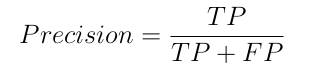 Precision = TP / (TP + FP)